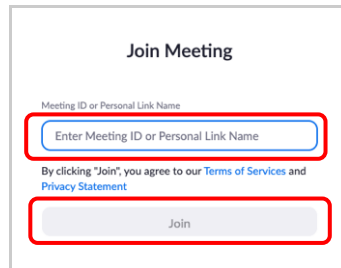 Join Meeting
Meeting ID or Personal Link Name
Enter Meeting ID or Personal Link Name
By clicking "Join", you agree to our Terms of Services and
Privacy Statement
Join